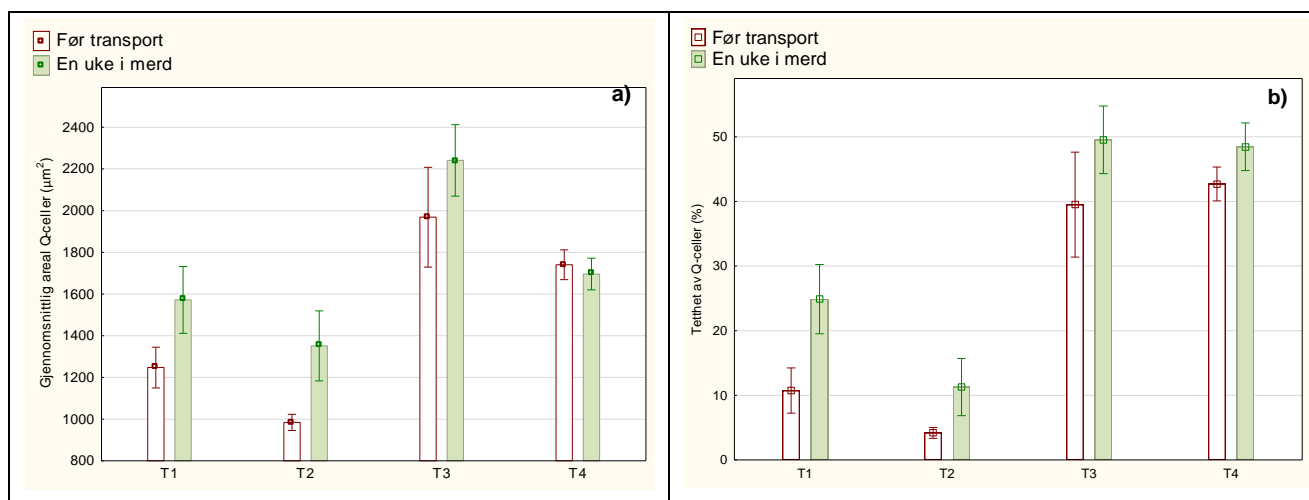 Før transport
En uke i merd
a)
Gjennomsnittlig areal Q-celler (µm²)
2400
2200
2000
1800
1600
1400
1200
1000
800
T1 T2 T3 T4
Før transport
En uke i merd
b)
Tetthet av Q-celler (%)
50
40
30
20
10
0
T1 T2 T3 T4